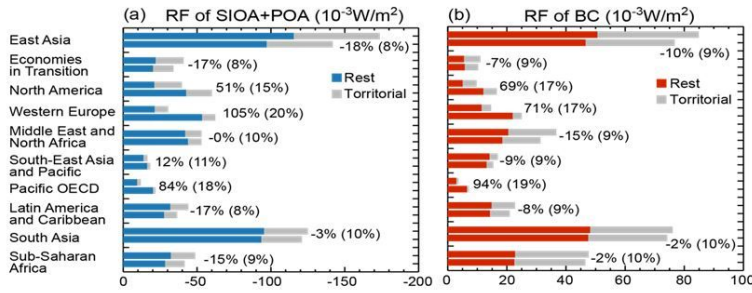 (a) RF of SIOA+POA (10-3W/m2)
(b) RF of BC (10-3W/m2)
East Asia
-18% (8%)
-10% (9%)
Economies
in Transition
-17% (8%)
-7% (9%)
Rest
Territorial
Rest
Territorial
North America
51% (15%)
69% (17%)
Western Europe
105% (20%)
71% (17%)
Middle East and
North Africa
-0% (10%)
-15% (9%)
South-East Asia
and Pacific
12% (11%)
-9% (9%)
Pacific OECD
84% (18%)
94% (19%)
Latin America
and Caribbean
-17% (8%)
-8% (9%)
South Asia
-3% (10%)
-2% (10%)
Sub-Saharan
Africa
-15% (9%)
-2% (10%)
-0 -50 -100 -150 -200
0 20 40 60 80 100